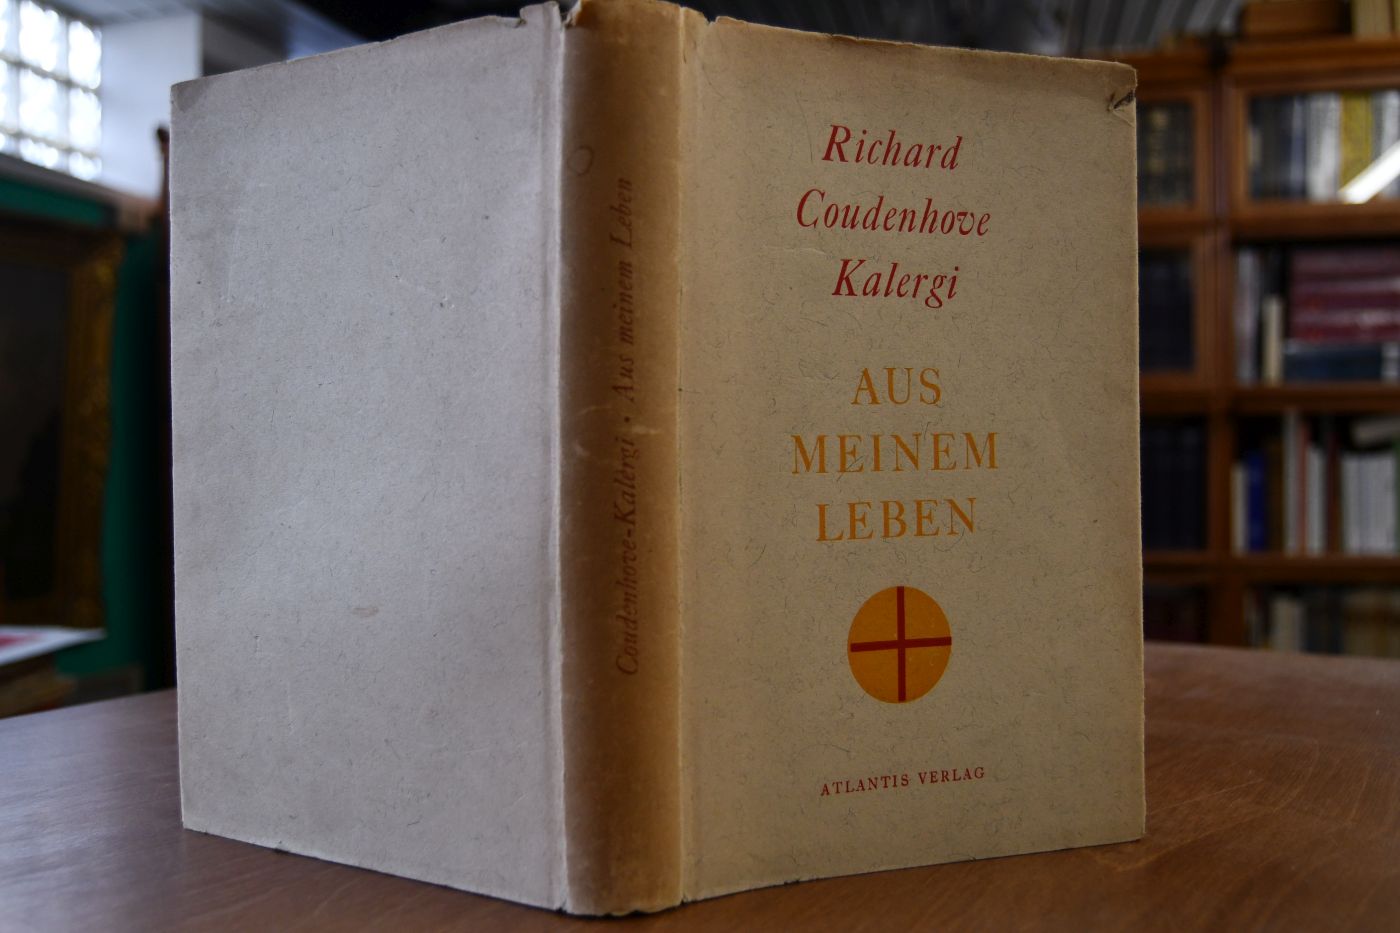 Richard
Coudenhove
Kalergi
AUS
MEINEM
LEBEN
ATLANTIS VERLAG
Coudenhove-Kalergi · Aus meinem Leben